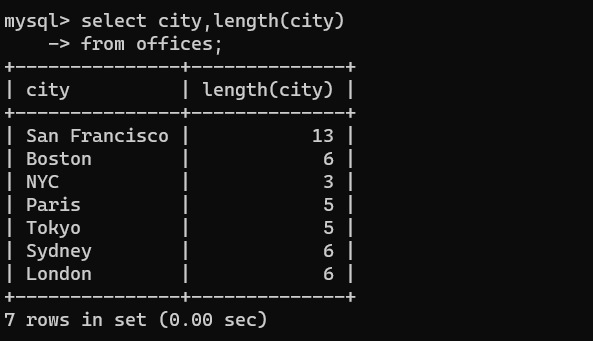 mysql> select city,length(city)
    -> from offices;
+---------------+--------------+
| city          | length(city) |
+---------------+--------------+
| San Francisco |           13 |
| Boston        |            6 |
| NYC           |            3 |
| Paris         |            5 |
| Tokyo         |            5 |
| Sydney        |            6 |
| London        |            6 |
+---------------+--------------+
7 rows in set (0.00 sec)